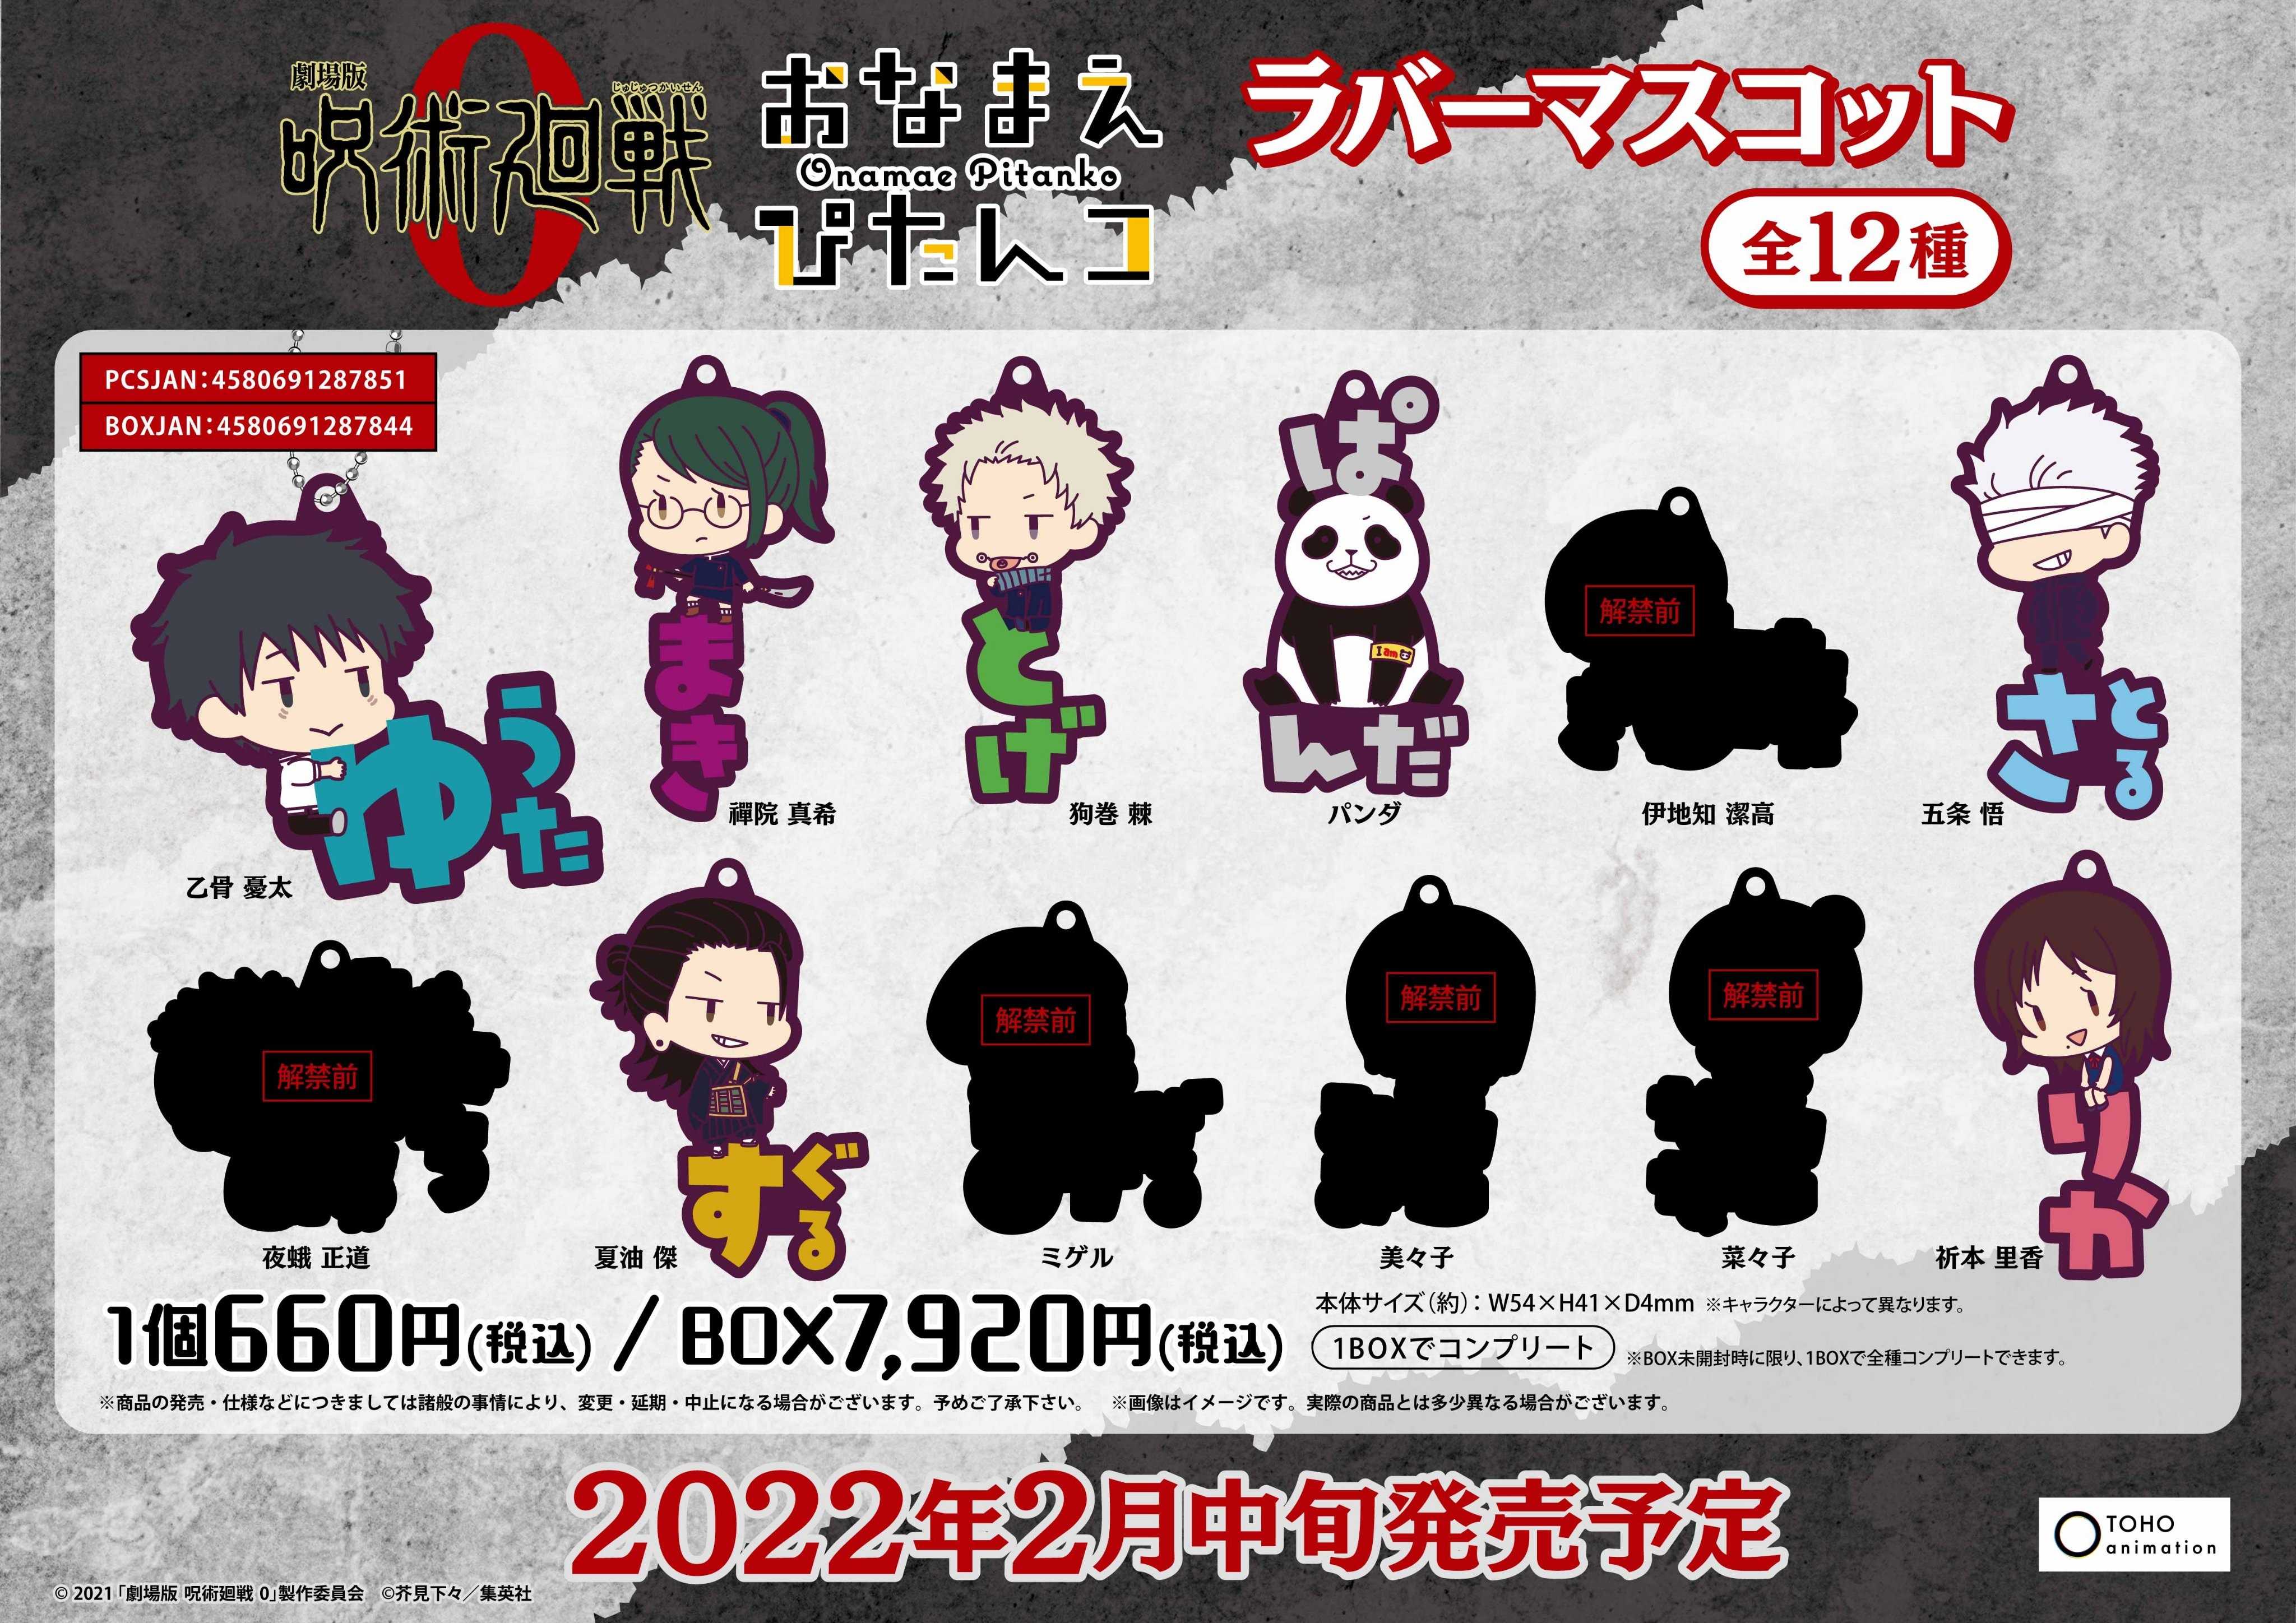 劇場版
じゅじゅつかいせん
呪術廻戦
0
おなまえ
Onamae Pitanko
ぴたんコ
ラバーマスコット
全12種
PCSJAN:4580691287851
BOXJAN:4580691287844
ゆうた
乙骨 憂太
まき
禪院 真希
とげ
狗巻 棘
ぱんだ
I am
パンダ
解禁前
伊地知 潔高
さとる
五条 悟
解禁前
夜蛾 正道
すぐる
夏油 傑
解禁前
ミゲル
解禁前
美々子
解禁前
菜々子
りか
祈本 里香
1個660円(税込)/BOX7,920円(税込)
本体サイズ(約):W54×H41×D4mm ※キャラクターによって異なります。
1BOXでコンプリート ※BOX未開封時に限り、1BOXで全種コンプリートできます。
※商品の発売・仕様などにつきましては諸般の事情により、変更・延期・中止になる場合がございます。予めご了承下さい。 ※画像はイメージです。実際の商品とは多少異なる場合がございます。
2022年2月中旬発売予定
TOHO
animation
© 2021「劇場版 呪術廻戦 0」製作委員会 ©芥見下々/集英社